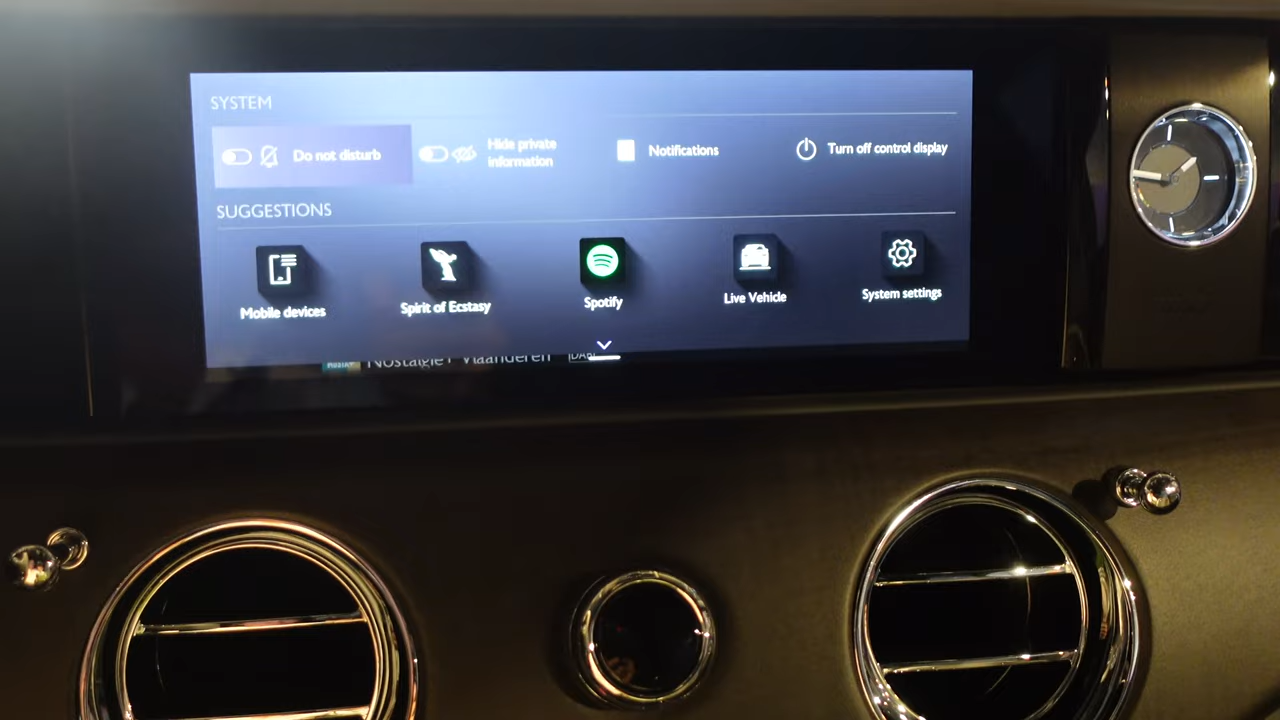 SYSTEM
Do not disturb
Hide private
information
Notifications
Turn off control display
SUGGESTIONS
Mobile devices
Spirit of Ecstasy
Spotify
Live Vehicle
System settings
Nostalgie+ Vlaanderen DAB